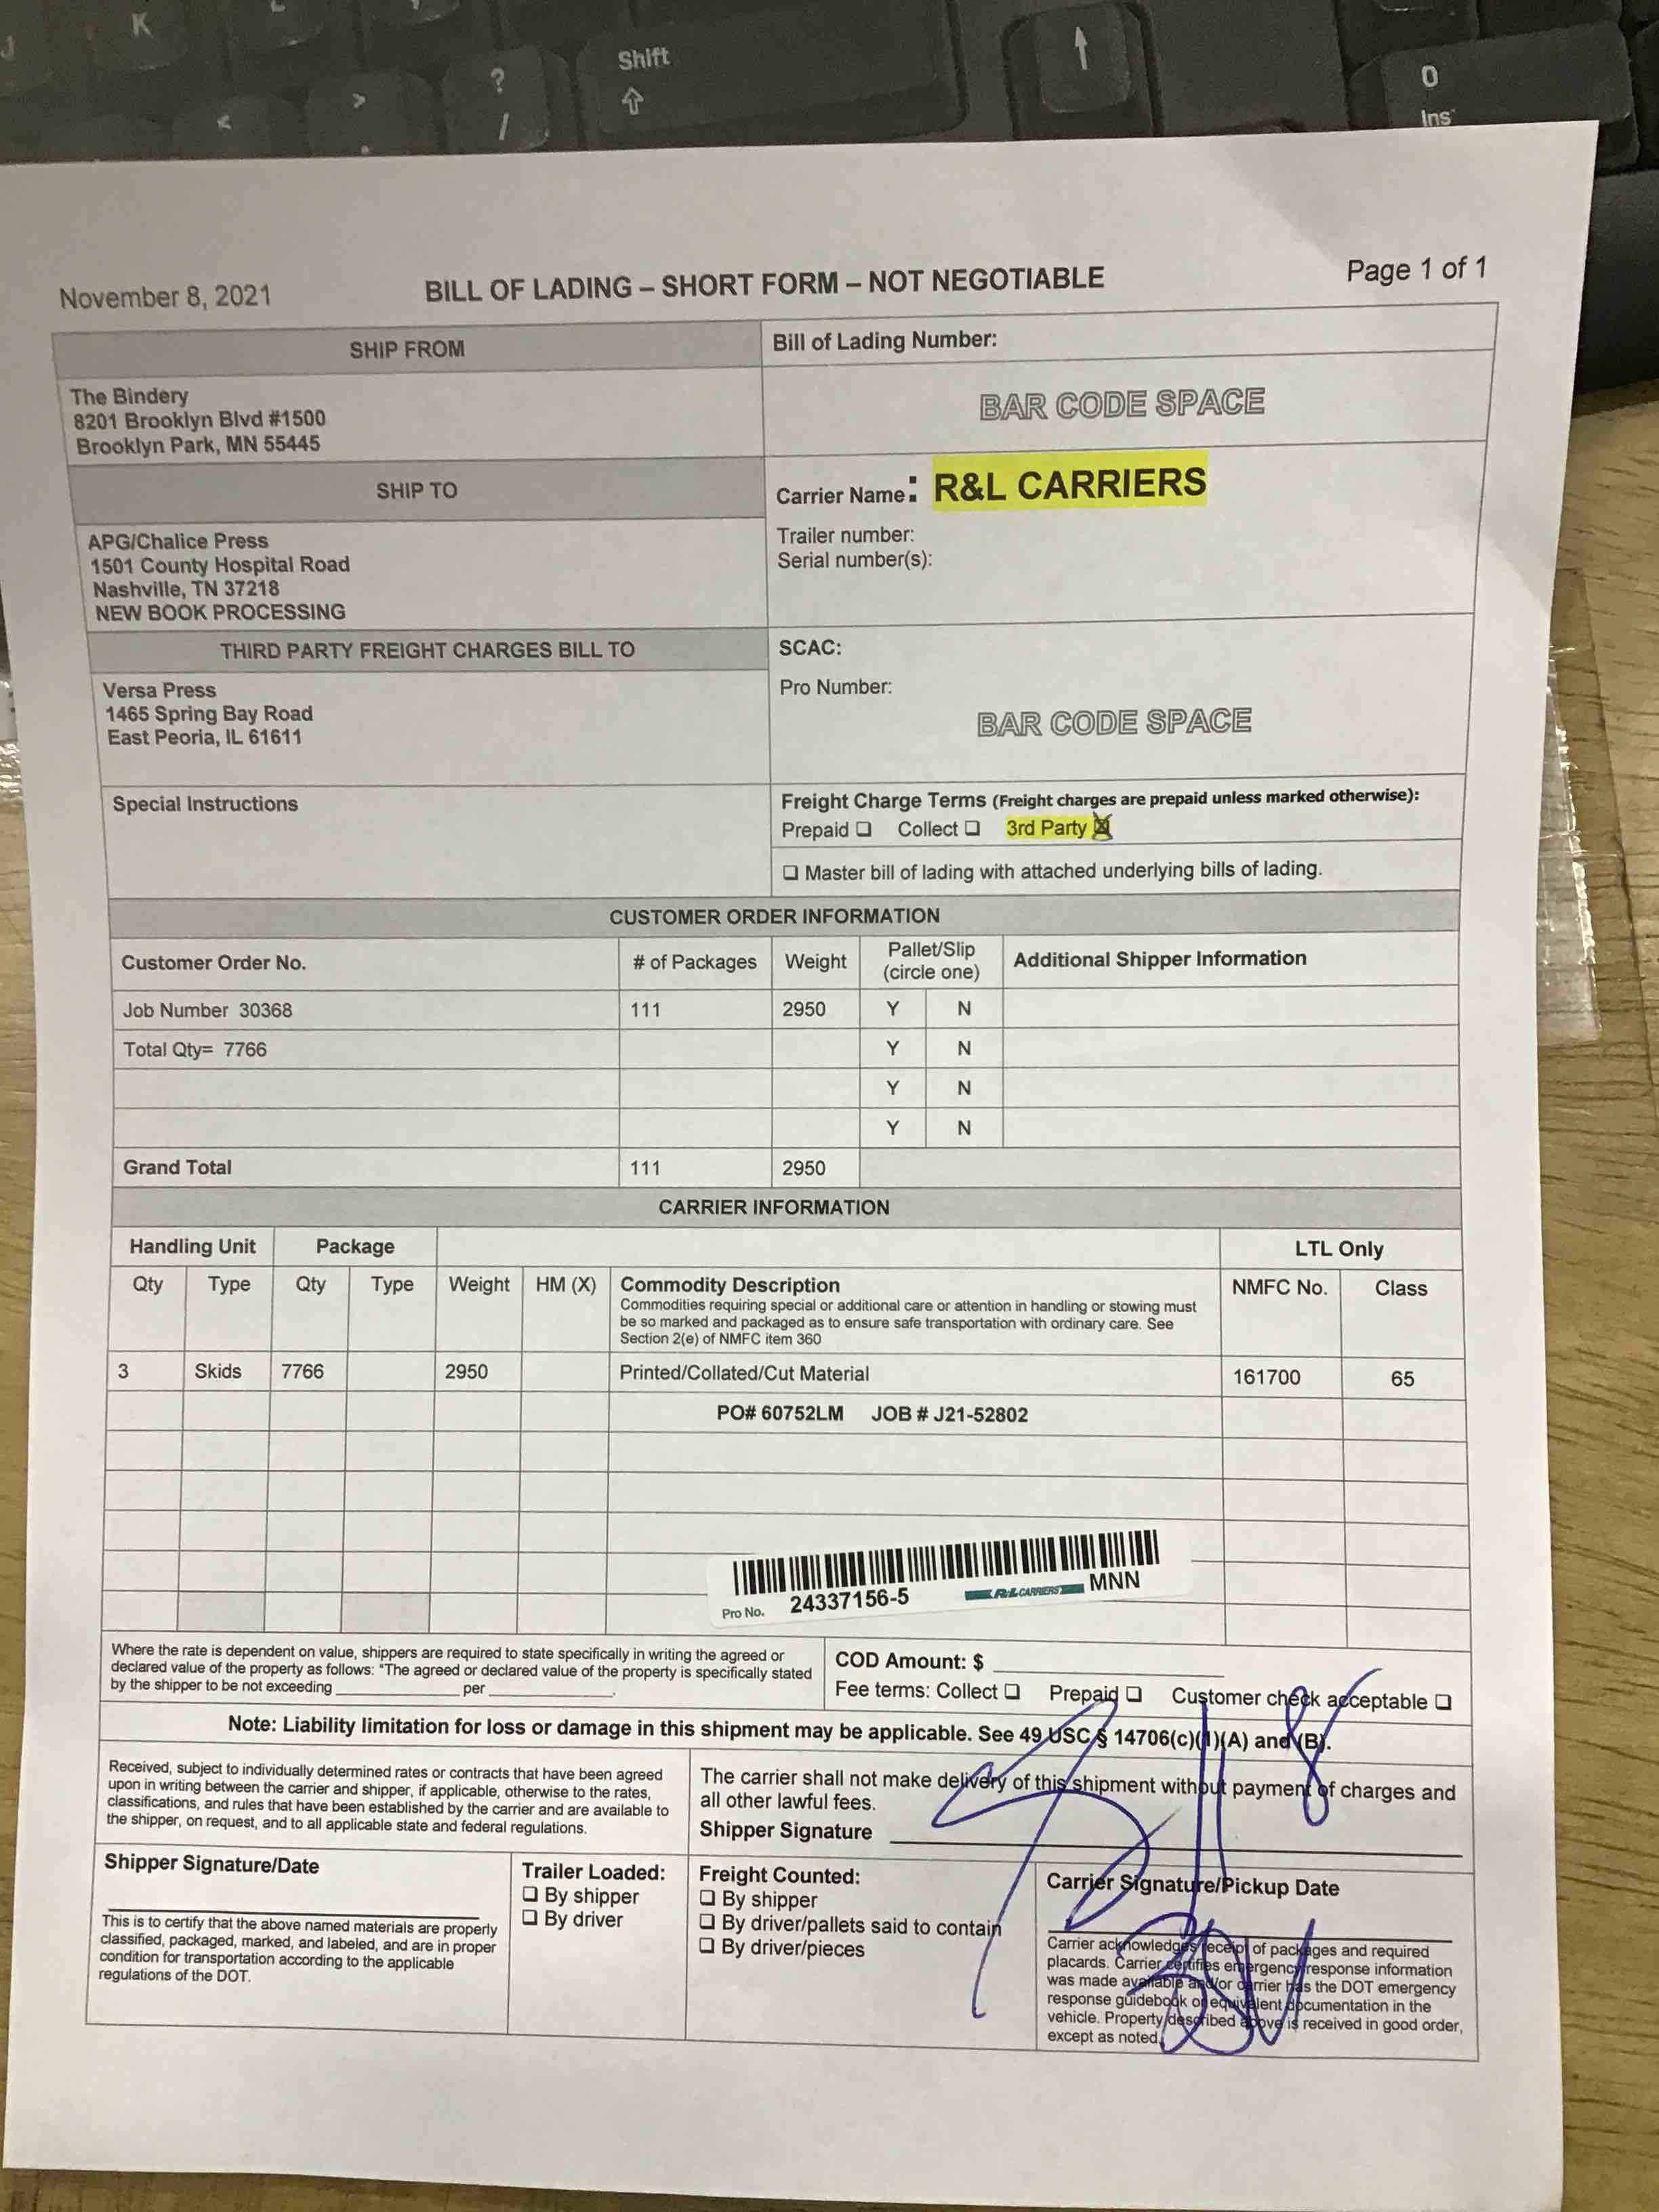 J
K
L
Shift
⇧
↑
0
Ins
<
>
.
?
/
November 8, 2021
BILL OF LADING – SHORT FORM – NOT NEGOTIABLE
Page 1 of 1
SHIP FROM
Bill of Lading Number:
The Bindery
8201 Brooklyn Blvd #1500
Brooklyn Park, MN 55445
BAR CODE SPACE
SHIP TO
Carrier Name: R&L CARRIERS
Trailer number:
Serial number(s):
APG/Chalice Press
1501 County Hospital Road
Nashville, TN 37218
NEW BOOK PROCESSING
THIRD PARTY FREIGHT CHARGES BILL TO
SCAC:
Pro Number:
BAR CODE SPACE
Versa Press
1465 Spring Bay Road
East Peoria, IL 61611
Special Instructions
Freight Charge Terms (Freight charges are prepaid unless marked otherwise):
Prepaid ❑ Collect ❑ 3rd Party ☒
❑ Master bill of lading with attached underlying bills of lading.
CUSTOMER ORDER INFORMATION
Customer Order No. # of Packages Weight Pallet/Slip (circle one) Additional Shipper Information
Job Number 30368 111 2950 Y N
Total Qty= 7766 Y N
Y N
Y N
Grand Total 111 2950
CARRIER INFORMATION
Handling Unit Package LTL Only
Qty Type Qty Type Weight HM (X) Commodity Description NMFC No. Class
Commodities requiring special or additional care or attention in handling or stowing must
be so marked and packaged as to ensure safe transportation with ordinary care. See
Section 2(e) of NMFC item 360
3 Skids 7766 2950 Printed/Collated/Cut Material 161700 65
PO# 60752LM JOB # J21-52802
Pro No. 24337156-5 R+L CARRIERS MNN
Where the rate is dependent on value, shippers are required to state specifically in writing the agreed or
declared value of the property as follows: "The agreed or declared value of the property is specifically stated
by the shipper to be not exceeding ____________ per ____________.
COD Amount: $ ____________
Fee terms: Collect ❑ Prepaid ❑ Customer check acceptable ❑
Note: Liability limitation for loss or damage in this shipment may be applicable. See 49 USC § 14706(c)(1)(A) and (B).
Received, subject to individually determined rates or contracts that have been agreed
upon in writing between the carrier and shipper, if applicable, otherwise to the rates,
classifications, and rules that have been established by the carrier and are available to
the shipper, on request, and to all applicable state and federal regulations.
The carrier shall not make delivery of this shipment without payment of charges and
all other lawful fees.
Shipper Signature ____________
Shipper Signature/Date
This is to certify that the above named materials are properly
classified, packaged, marked, and labeled, and are in proper
condition for transportation according to the applicable
regulations of the DOT.
Trailer Loaded:
❑ By shipper
❑ By driver
Freight Counted:
❑ By shipper
❑ By driver/pallets said to contain
❑ By driver/pieces
Carrier Signature/Pickup Date
Carrier acknowledges receipt of packages and required
placards. Carrier certifies emergency response information
was made available and/or carrier has the DOT emergency
response guidebook or equivalent documentation in the
vehicle. Property described above is received in good order,
except as noted.